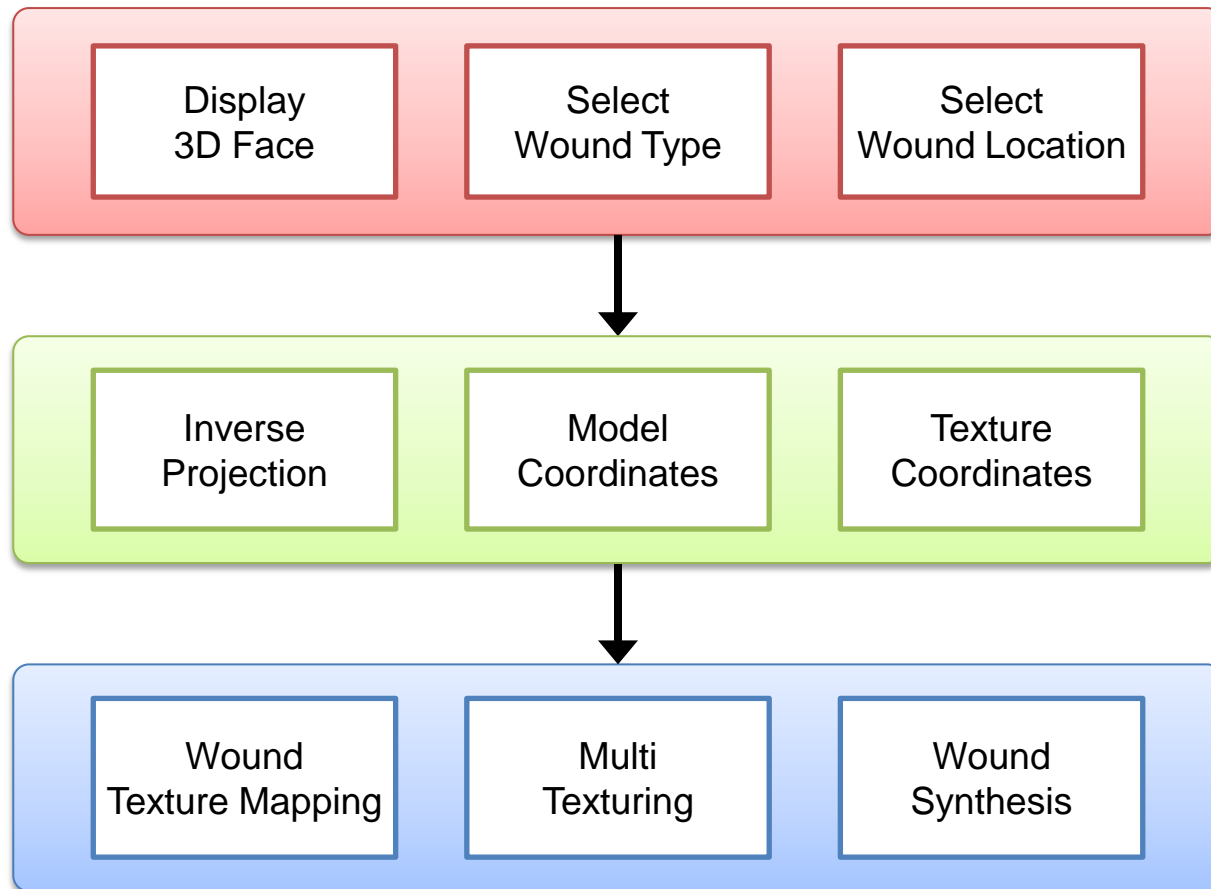 Display
3D Face
Select
Wound Type
Select
Wound Location
Inverse
Projection
Model
Coordinates
Texture
Coordinates
Wound
Texture Mapping
Multi
Texturing
Wound
Synthesis